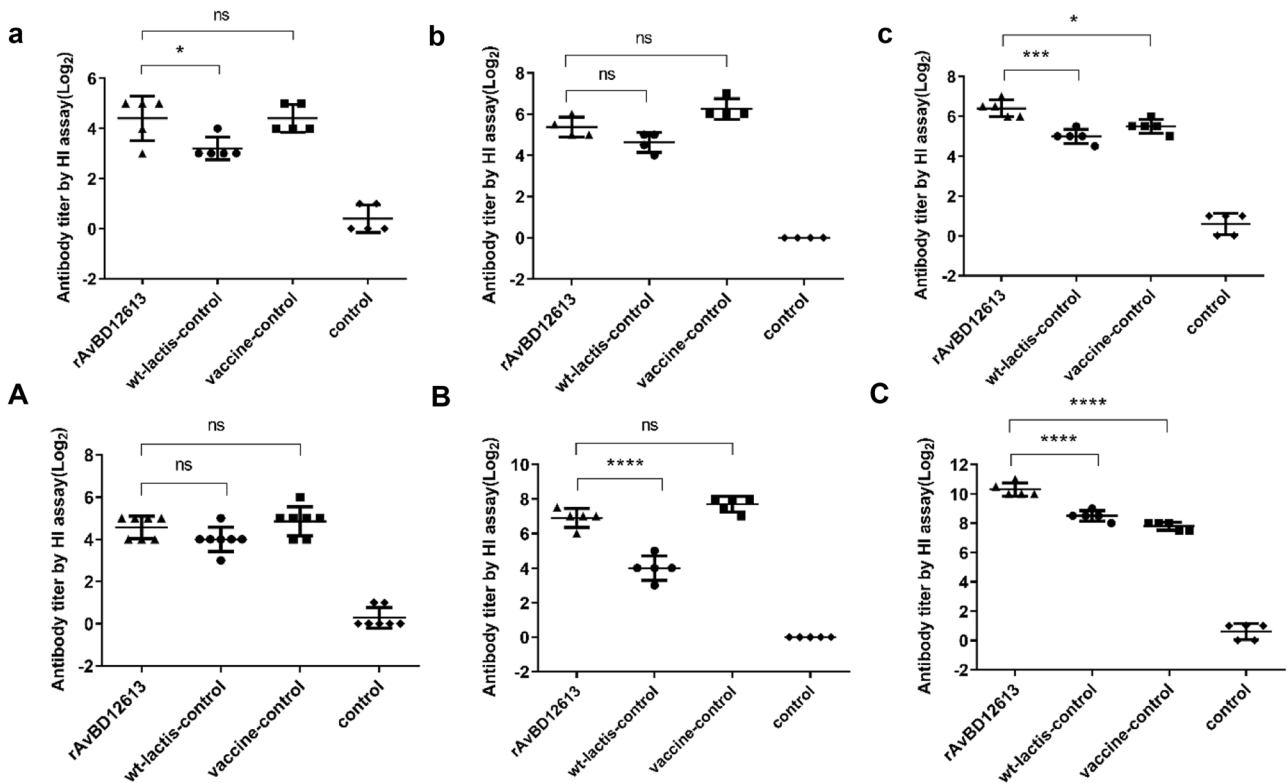 a
ns
*
Antibody titer by HI assay(Log2)
6
4
2
0
-2
rAvBD12613
wt-lactis-control
vaccine-control
control
b
ns
ns
Antibody titer by HI assay(Log2)
8
6
4
2
0
-2
rAvBD12613
wt-lactis-control
vaccine-control
control
c
*
***
Antibody titer by HI assay(Log2)
8
6
4
2
0
-2
rAvBD12613
wt-lactis-control
vaccine-control
control
A
ns
ns
Antibody titer by HI assay(Log2)
8
6
4
2
0
-2
rAvBD12613
wt-lactis-control
vaccine-control
control
B
ns
****
Antibody titer by HI assay(Log2)
10
8
6
4
2
0
-2
rAvBD12613
wt-lactis-control
vaccine-control
control
C
****
****
Antibody titer by HI assay(Log2)
12
10
8
6
4
2
0
-2
rAvBD12613
wt-lactis-control
vaccine-control
control